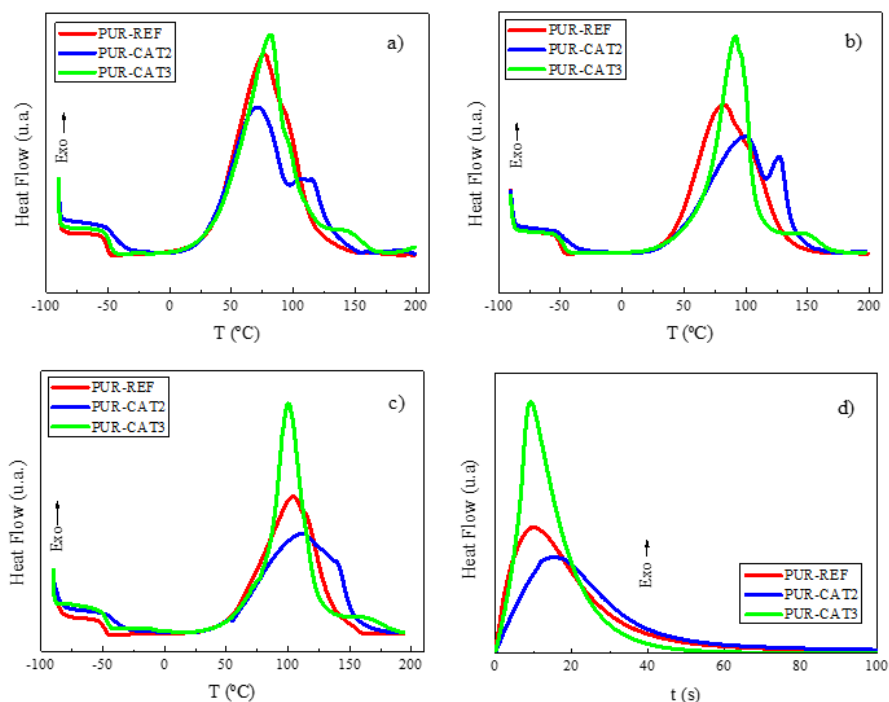 PUR-REF
PUR-CAT2
PUR-CAT3
a)
Heat Flow (u.a.)
Exo
-100 -50 0 50 100 150 200
T (ºC)
PUR-REF
PUR-CAT2
PUR-CAT3
b)
Heat Flow (u.a.)
Exo
-100 -50 0 50 100 150 200
T (ºC)
PUR-REF
PUR-CAT2
PUR-CAT3
c)
Heat Flow (u.a.)
Exo
-100 -50 0 50 100 150 200
T (ºC)
d)
Heat Flow (u.a)
Exo
PUR-REF
PUR-CAT2
PUR-CAT3
0 20 40 60 80 100
t (s)